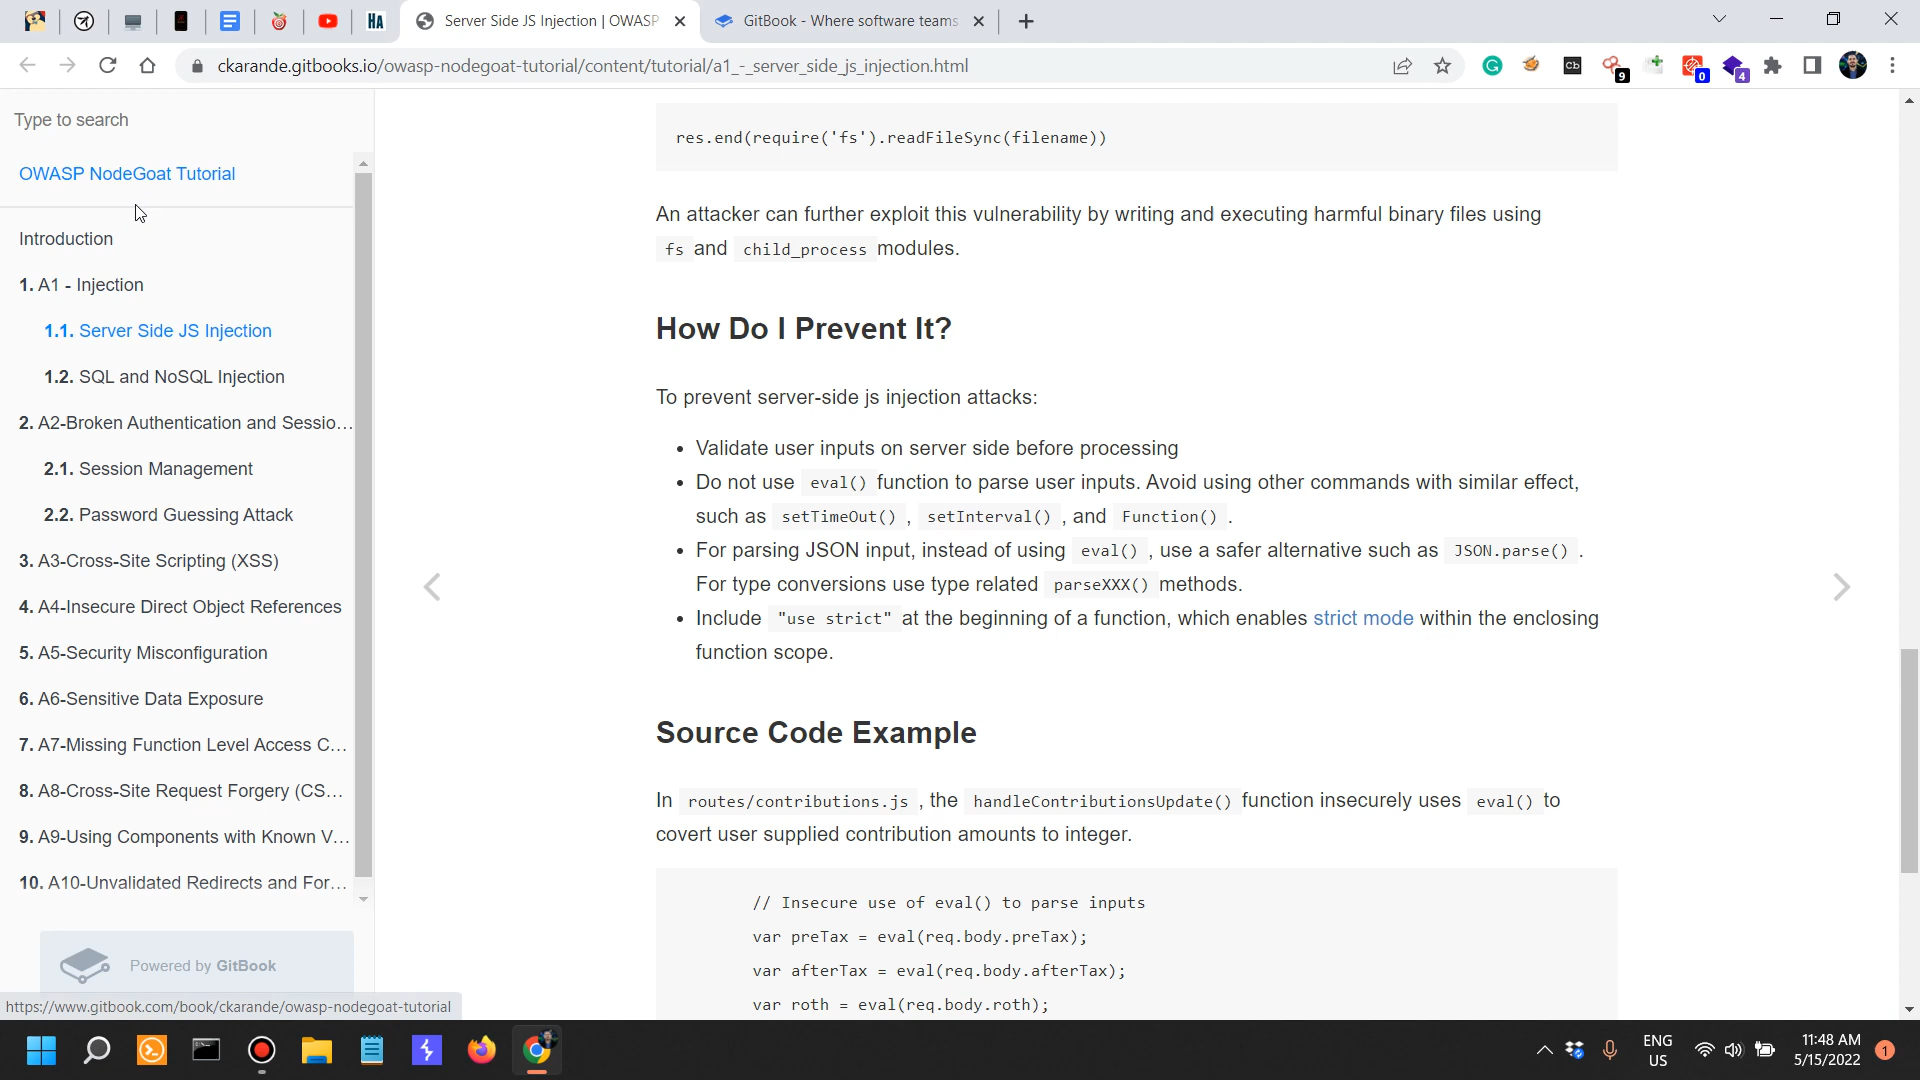 HA
Server Side JS Injection | OWASP
GitBook - Where software teams
ckarande.gitbooks.io/owasp-nodegoat-tutorial/content/tutorial/a1_-_server_side_js_injection.html
G
cb
9
0
4
Type to search
OWASP NodeGoat Tutorial
Introduction
1. A1 - Injection
1.1. Server Side JS Injection
1.2. SQL and NoSQL Injection
2. A2-Broken Authentication and Sessio...
2.1. Session Management
2.2. Password Guessing Attack
3. A3-Cross-Site Scripting (XSS)
4. A4-Insecure Direct Object References
5. A5-Security Misconfiguration
6. A6-Sensitive Data Exposure
7. A7-Missing Function Level Access C...
8. A8-Cross-Site Request Forgery (CS...
9. A9-Using Components with Known V...
10. A10-Unvalidated Redirects and For...
Powered by GitBook
https://www.gitbook.com/book/ckarande/owasp-nodegoat-tutorial
res.end(require('fs').readFileSync(filename))
An attacker can further exploit this vulnerability by writing and executing harmful binary files using
fs and child_process modules.
How Do I Prevent It?
To prevent server-side js injection attacks:
• Validate user inputs on server side before processing
• Do not use eval() function to parse user inputs. Avoid using other commands with similar effect,
such as setTimeOut() , setInterval() , and Function() .
• For parsing JSON input, instead of using eval() , use a safer alternative such as JSON.parse() .
For type conversions use type related parseXXX() methods.
• Include "use strict" at the beginning of a function, which enables strict mode within the enclosing
function scope.
Source Code Example
In routes/contributions.js , the handleContributionsUpdate() function insecurely uses eval() to
covert user supplied contribution amounts to integer.
// Insecure use of eval() to parse inputs
var preTax = eval(req.body.preTax);
var afterTax = eval(req.body.afterTax);
var roth = eval(req.body.roth);
ENG
US
11:48 AM
5/15/2022
1